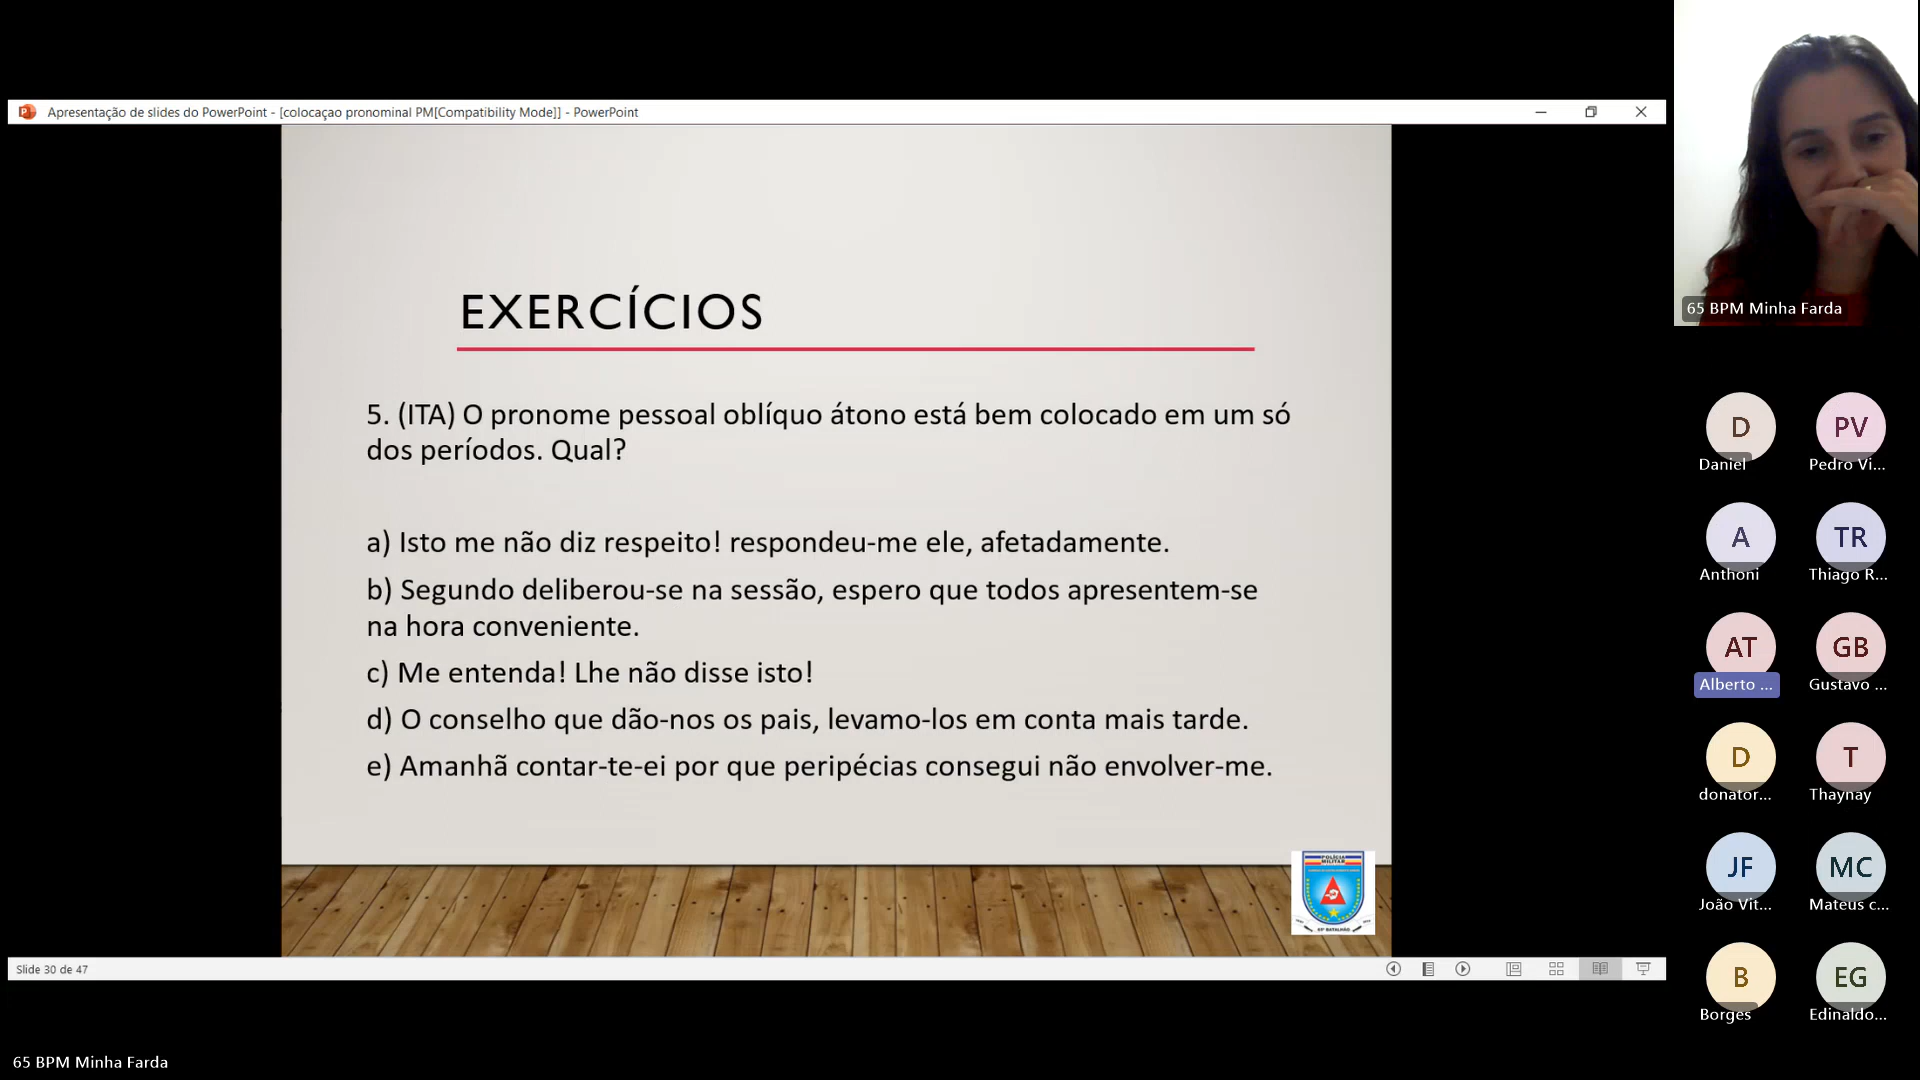 Apresentação de slides do PowerPoint - [colocaçao pronominal PM[Compatibility Mode]] - PowerPoint
EXERCÍCIOS
5. (ITA) O pronome pessoal oblíquo átono está bem colocado em um só
dos períodos. Qual?
a) Isto me não diz respeito! respondeu-me ele, afetadamente.
b) Segundo deliberou-se na sessão, espero que todos apresentem-se
na hora conveniente.
c) Me entenda! Lhe não disse isto!
d) O conselho que dão-nos os pais, levamo-los em conta mais tarde.
e) Amanhã contar-te-ei por que peripécias consegui não envolver-me.
POLÍCIA
MILITAR
Slide 30 de 47
65 BPM Minha Farda
65 BPM Minha Farda
D
Daniel
PV
Pedro Vi...
A
Anthoni
TR
Thiago R...
AT
Alberto ...
GB
Gustavo ...
D
donator...
T
Thaynay
JF
João Vit...
MC
Mateus c...
B
Borges
EG
Edinaldo...